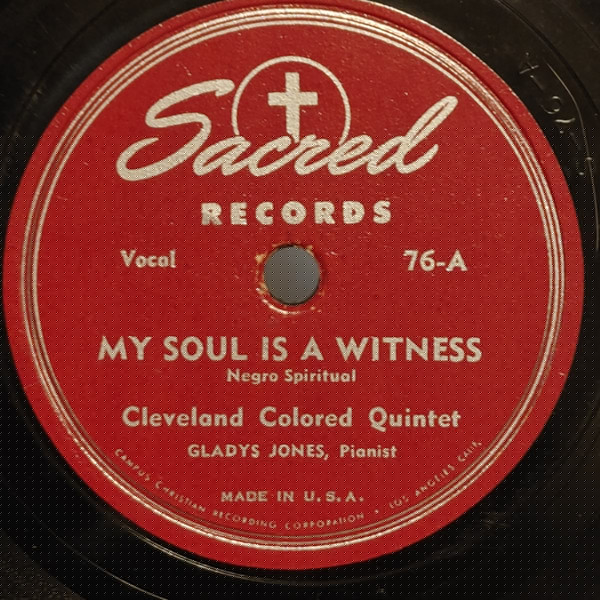 Sacred
RECORDS
Vocal
76-A
MY SOUL IS A WITNESS
Negro Spiritual
Cleveland Colored Quintet
GLADYS JONES, Pianist
MADE IN U.S.A.
CAMPUS CHRISTIAN RECORDING CORPORATION • LOS ANGELES CALIF.